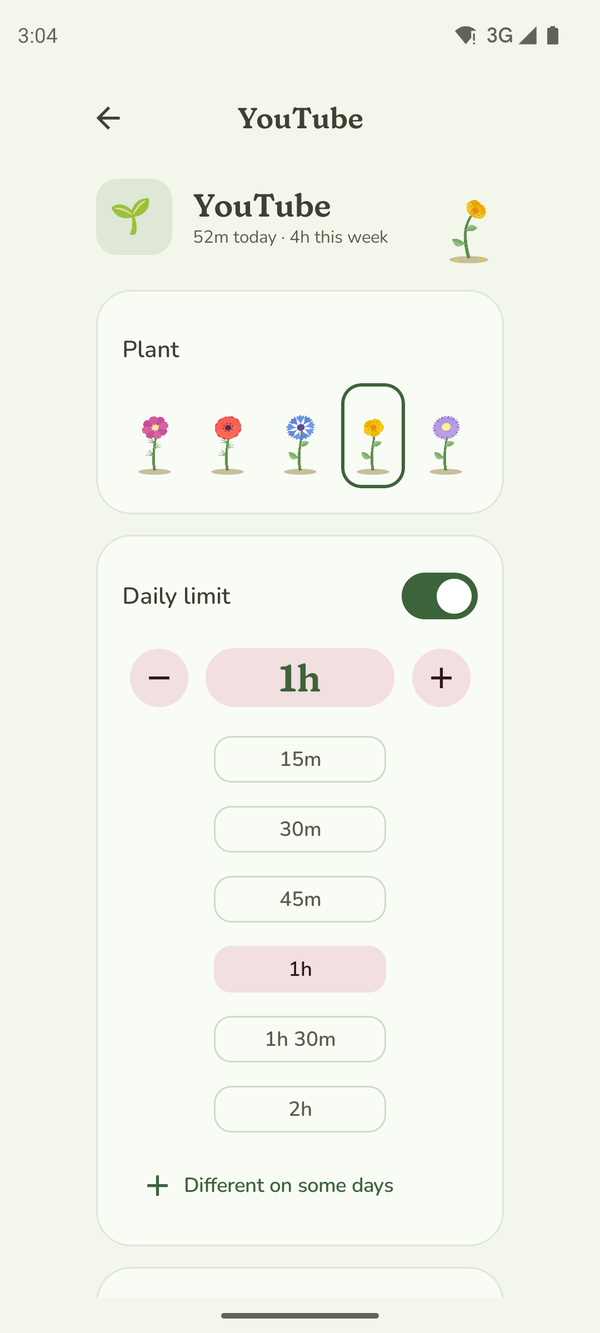 3:04
3G
YouTube
YouTube
52m today · 4h this week
Plant
Daily limit
1h
15m
30m
45m
1h
1h 30m
2h
Different on some days